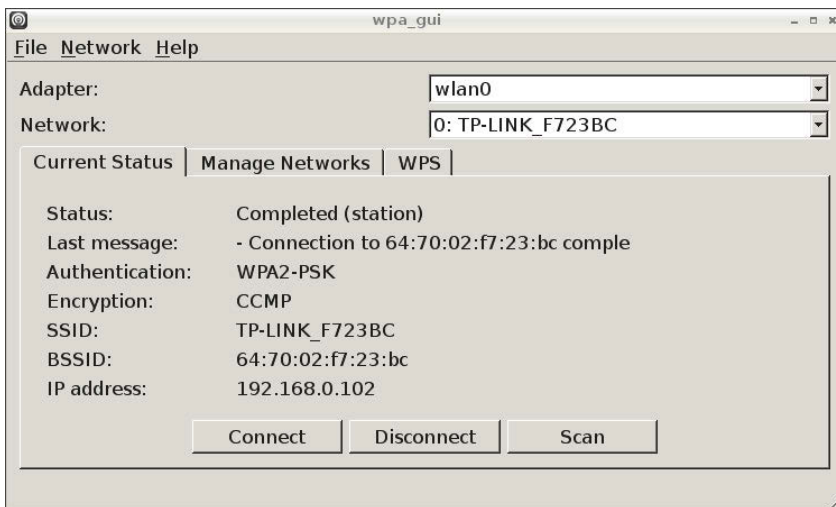 wpa_gui
File Network Help
Adapter: wlan0
Network: 0: TP-LINK_F723BC
Current Status Manage Networks WPS
Status: Completed (station)
Last message: - Connection to 64:70:02:f7:23:bc comple
Authentication: WPA2-PSK
Encryption: CCMP
SSID: TP-LINK_F723BC
BSSID: 64:70:02:f7:23:bc
IP address: 192.168.0.102
Connect Disconnect Scan